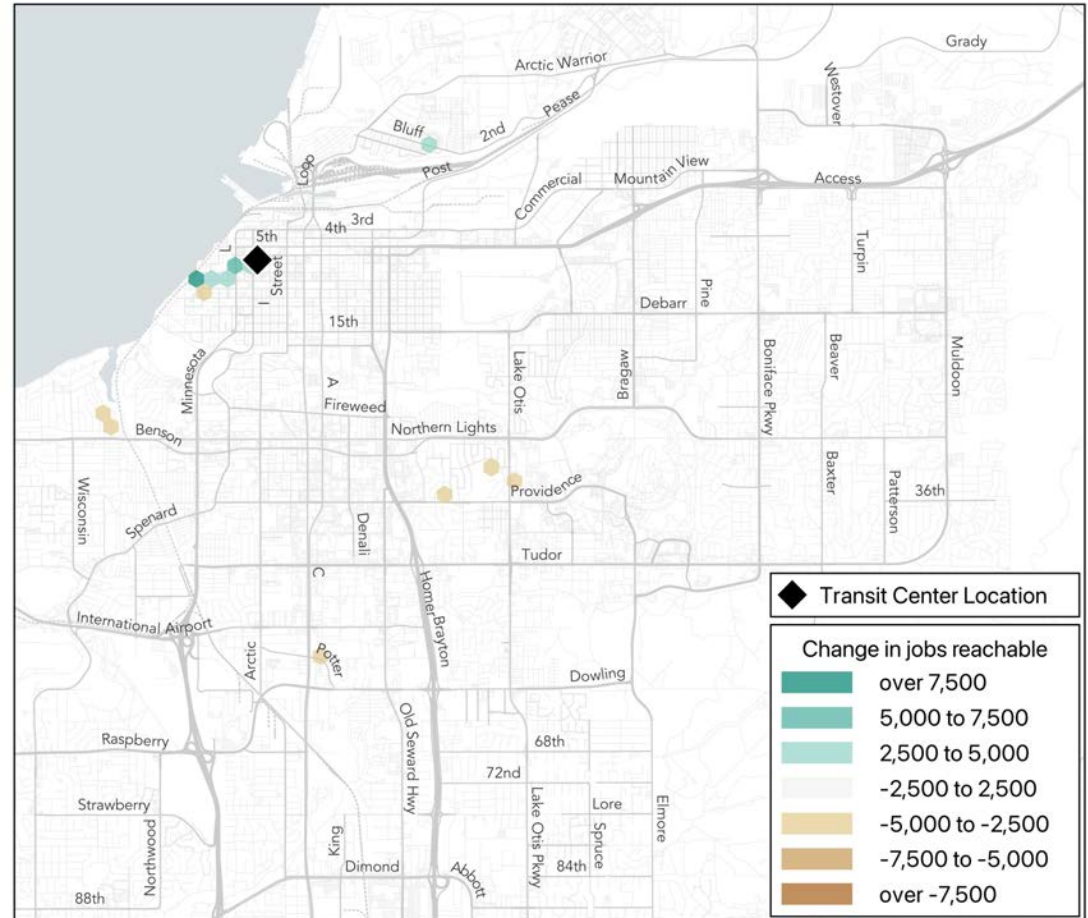 Grady
Arctic Warrior
Westover
Pease
Bluff
2nd
Loop
Post
Mountain View
Access
Commercial
3rd
4th
5th
L
Street
I
Turpin
Pine
Debarr
15th
Minnesota
Lake Otis
Bragaw
Boniface Pkwy
Beaver
Muldoon
A
Fireweed
Benson
Northern Lights
Wisconsin
Providence
Baxter
Patterson
36th
Spenard
Denali
Tudor
C
Homer
Brayton
International Airport
Arctic
Potter
Dowling
Old Seward Hwy
Raspberry
68th
72nd
Strawberry
Northwood
King
Lake Otis Pkwy
Lore
Spruce
Elmore
Dimond
Abbott
84th
88th
Transit Center Location
Change in jobs reachable
over 7,500
5,000 to 7,500
2,500 to 5,000
-2,500 to 2,500
-5,000 to -2,500
-7,500 to -5,000
over -7,500